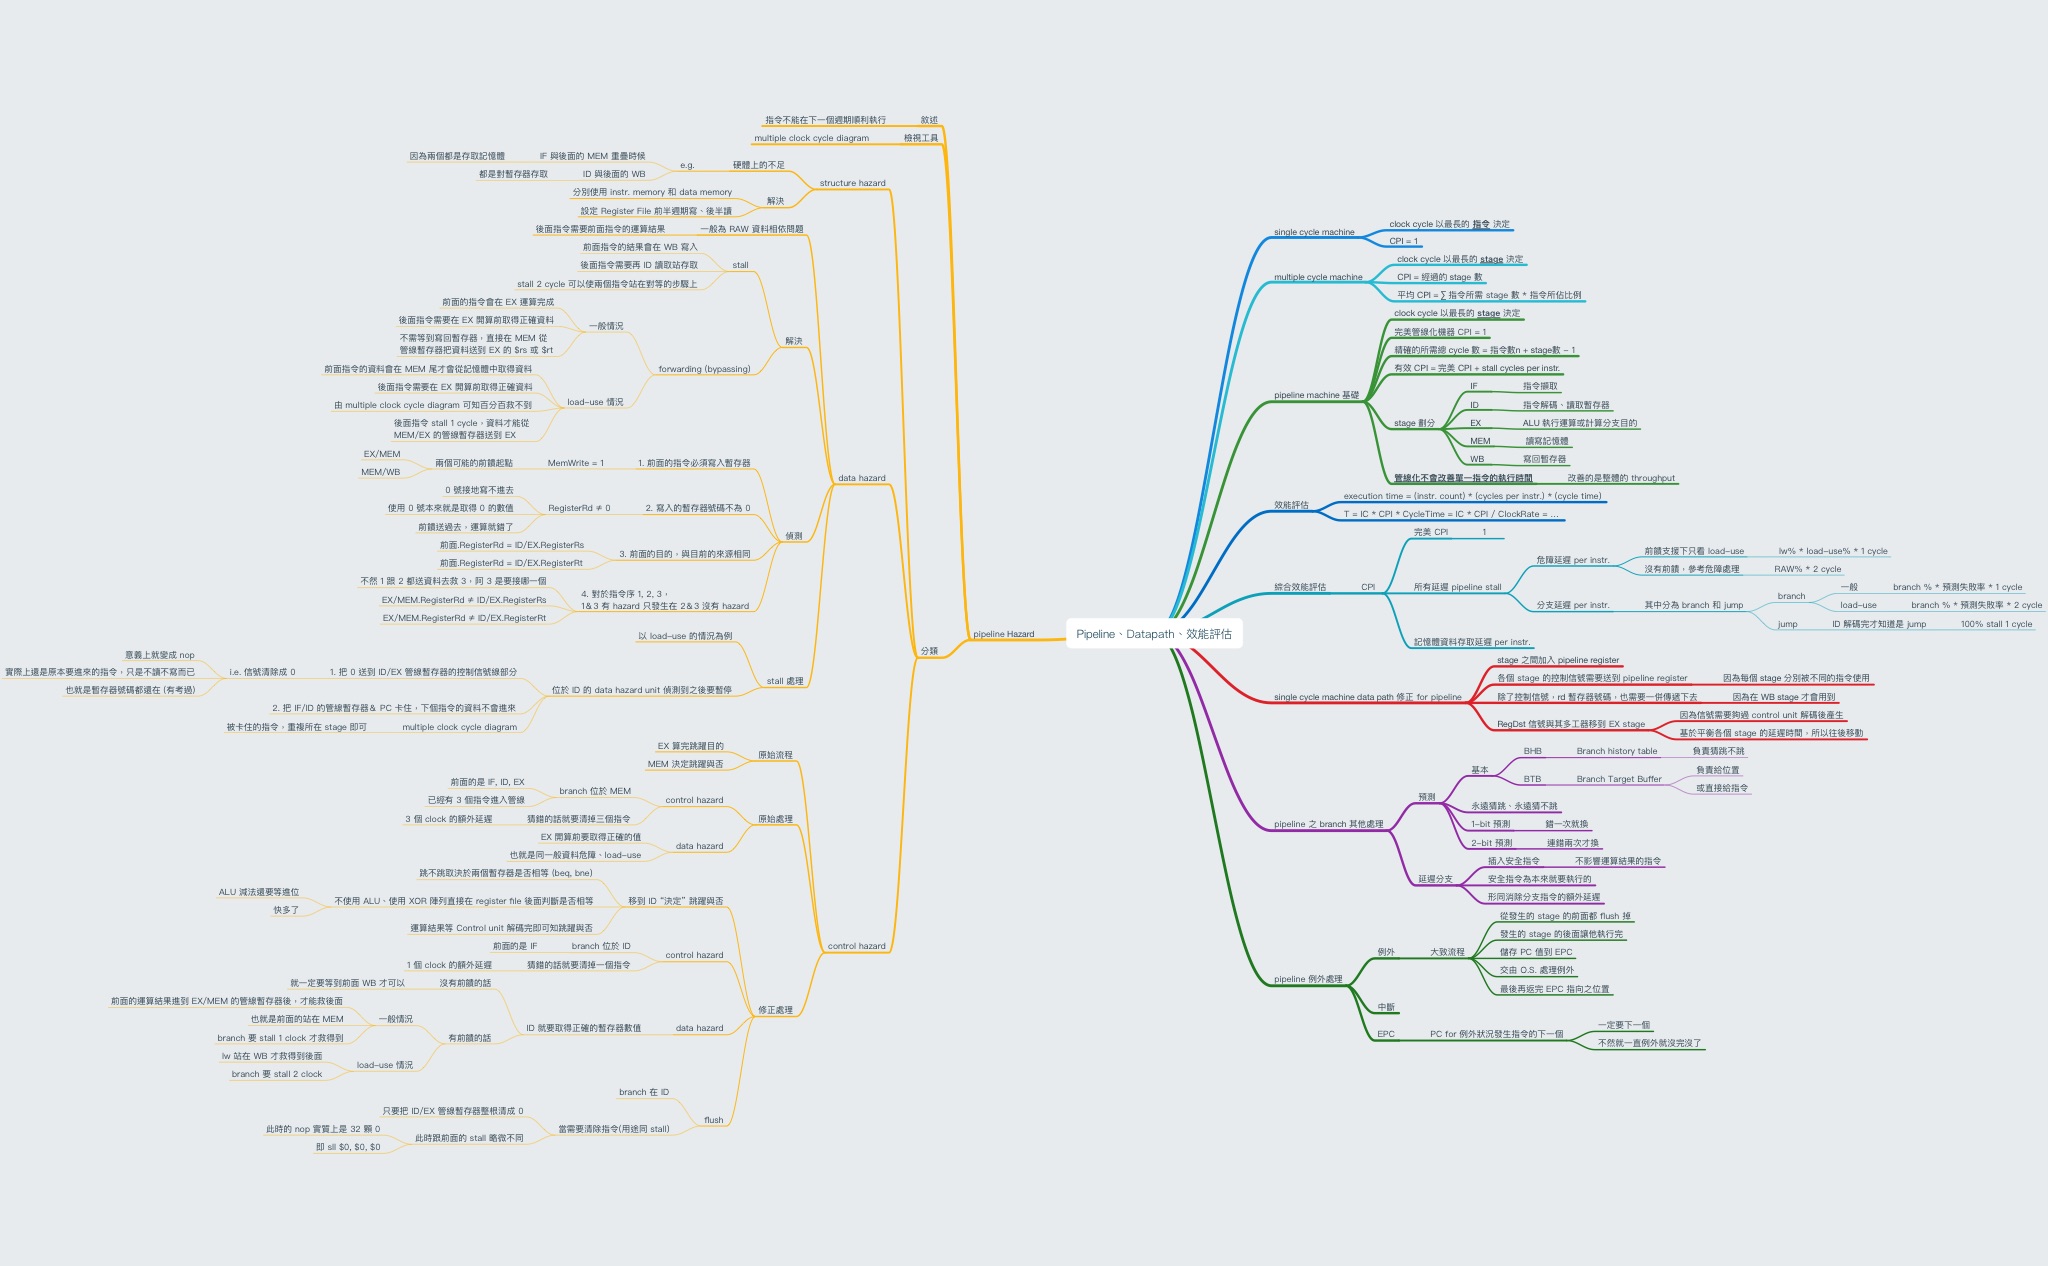 Pipeline、Datapath、效能評估
single cycle machine
clock cycle 以最長的 指令 決定
CPI = 1
multiple cycle machine
clock cycle 以最長的 stage 決定
CPI = 經過的 stage 數
平均 CPI = ∑ 指令所需 stage 數 * 指令所佔比例
pipeline machine 基礎
clock cycle 以最長的 stage 決定
完美管線化機器 CPI = 1
精確的所需總 cycle 數 = 指令數n + stage數 - 1
有效 CPI = 完美 CPI + stall cycles per instr.
stage 劃分
IF
指令擷取
ID
指令解碼、讀取暫存器
EX
ALU 執行運算或計算分支目的
MEM
讀寫記憶體
WB
寫回暫存器
管線化不會改善單一指令的執行時間
改善的是整體的 throughput
效能評估
execution time = (instr. count) * (cycles per instr.) * (cycle time)
T = IC * CPI * CycleTime = IC * CPI / ClockRate = ...
綜合效能評估
CPI
完美 CPI
1
所有延遲 pipeline stall
危障延遲 per instr.
前饋支援下只看 load-use
lw% * load-use% * 1 cycle
沒有前饋，參考危障處理
RAW% * 2 cycle
分支延遲 per instr.
其中分為 branch 和 jump
branch
一般
branch % * 預測失敗率 * 1 cycle
load-use
branch % * 預測失敗率 * 2 cycle
jump
ID 解碼完才知道是 jump
100% stall 1 cycle
記憶體資料存取延遲 per instr.
single cycle machine data path 修正 for pipeline
stage 之間加入 pipeline register
各個 stage 的控制信號需要送到 pipeline register
因為每個 stage 分別被不同的指令使用
除了控制信號，rd 暫存器號碼，也需要一併傳遞下去
因為在 WB stage 才會用到
RegDst 信號與其多工器移到 EX stage
因為信號需要夠過 control unit 解碼後產生
基於平衡各個 stage 的延遲時間，所以往後移動
pipeline 之 branch 其他處理
預測
基本
BHB
Branch history table
負責猜跳不跳
BTB
Branch Target Buffer
負責給位置
或直接給指令
永遠猜跳、永遠猜不跳
1-bit 預測
錯一次就換
2-bit 預測
連錯兩次才換
延遲分支
插入安全指令
不影響運算結果的指令
安全指令為本來就要執行的
形同消除分支指令的額外延遲
pipeline 例外處理
例外
大致流程
從發生的 stage 的前面都 flush 掉
發生的 stage 的後面讓他執行完
儲存 PC 值到 EPC
交由 O.S. 處理例外
最後再返完 EPC 指向之位置
中斷
EPC
PC for 例外狀況發生指令的下一個
一定要下一個
不然就一直例外就沒完沒了
pipeline Hazard
敘述
指令不能在下一個週期順利執行
檢視工具
multiple clock cycle diagram
分類
structure hazard
硬體上的不足
e.g.
IF 與後面的 MEM 重疊時候
因為兩個都是存取記憶體
ID 與後面的 WB
都是對暫存器存取
解決
分別使用 instr. memory 和 data memory
設定 Register File 前半週期寫、後半讀
data hazard
一般為 RAW 資料相依問題
後面指令需要前面指令的運算結果
解決
stall
前面指令的結果會在 WB 寫入
後面指令需要再 ID 讀取站存取
stall 2 cycle 可以使兩個指令站在對等的步驟上
forwarding (bypassing)
一般情況
前面的指令會在 EX 運算完成
後面指令需要在 EX 開算前取得正確資料
不需等到寫回暫存器，直接在 MEM 從
管線暫存器把資料送到 EX 的 $rs 或 $rt
load-use 情況
前面指令的資料會在 MEM 尾才會從記憶體中取得資料
後面指令需要在 EX 開算前取得正確資料
由 multiple clock cycle diagram 可知百分百救不到
後面指令 stall 1 cycle，資料才能從
MEM/EX 的管線暫存器送到 EX
偵測
1. 前面的指令必須寫入暫存器
MemWrite = 1
兩個可能的前饋起點
EX/MEM
MEM/WB
2. 寫入的暫存器號碼不為 0
RegisterRd ≠ 0
0 號接地寫不進去
使用 0 號本來就是取得 0 的數值
前饋送過去，運算就錯了
3. 前面的目的，與目前的來源相同
前面.RegisterRd = ID/EX.RegisterRs
前面.RegisterRd = ID/EX.RegisterRt
4. 對於指令序 1, 2, 3，
1& 3 有 hazard 只發生在 2& 3 沒有 hazard
不然 1 跟 2 都送資料去救 3，阿 3 是要接哪一個
EX/MEM.RegisterRd ≠ ID/EX.RegisterRs
EX/MEM.RegisterRd ≠ ID/EX.RegisterRt
stall 處理
以 load-use 的情況為例
位於 ID 的 data hazard unit 偵測到之後要暫停
1. 把 0 送到 ID/EX 管線暫存器的控制信號線部分
i.e. 信號清除成 0
意義上就變成 nop
實際上還是原本要進來的指令，只是不讀不寫而已
也就是暫存器號碼都還在 (有考過)
2. 把 IF/ID 的管線暫存器& PC 卡住，下個指令的資料不會進來
multiple clock cycle diagram
被卡住的指令，重複所在 stage 即可
control hazard
原始流程
EX 算完跳躍目的
MEM 決定跳躍與否
原始處理
control hazard
branch 位於 MEM
前面的是 IF, ID, EX
已經有 3 個指令進入管線
猜錯的話就要清掉三個指令
3 個 clock 的額外延遲
data hazard
EX 開算前要取得正確的值
也就是同一般資料危障、load-use
修正處理
移到 ID “決定” 跳躍與否
跳不跳取決於兩個暫存器是否相等 (beq, bne)
不使用 ALU、使用 XOR 陣列直接在 register file 後面判斷是否相等
ALU 減法還要等進位
快多了
運算結果等 Control unit 解碼完即可知跳躍與否
control hazard
branch 位於 ID
前面的是 IF
猜錯的話就要清掉一個指令
1 個 clock 的額外延遲
data hazard
ID 就要取得正確的暫存器數值
沒有前饋的話
就一定要等到前面 WB 才可以
有前饋的話
一般情況
前面的運算結果進到 EX/MEM 的管線暫存器後，才能救後面
也就是前面的站在 MEM
branch 要 stall 1 clock 才救得到
load-use 情況
lw 站在 WB 才救得到後面
branch 要 stall 2 clock
flush
branch 在 ID
當需要清除指令(用途同 stall)
只要把 ID/EX 管線暫存器整根清成 0
此時跟前面的 stall 略微不同
此時的 nop 實質上是 32 顆 0
即 sll $0, $0, $0